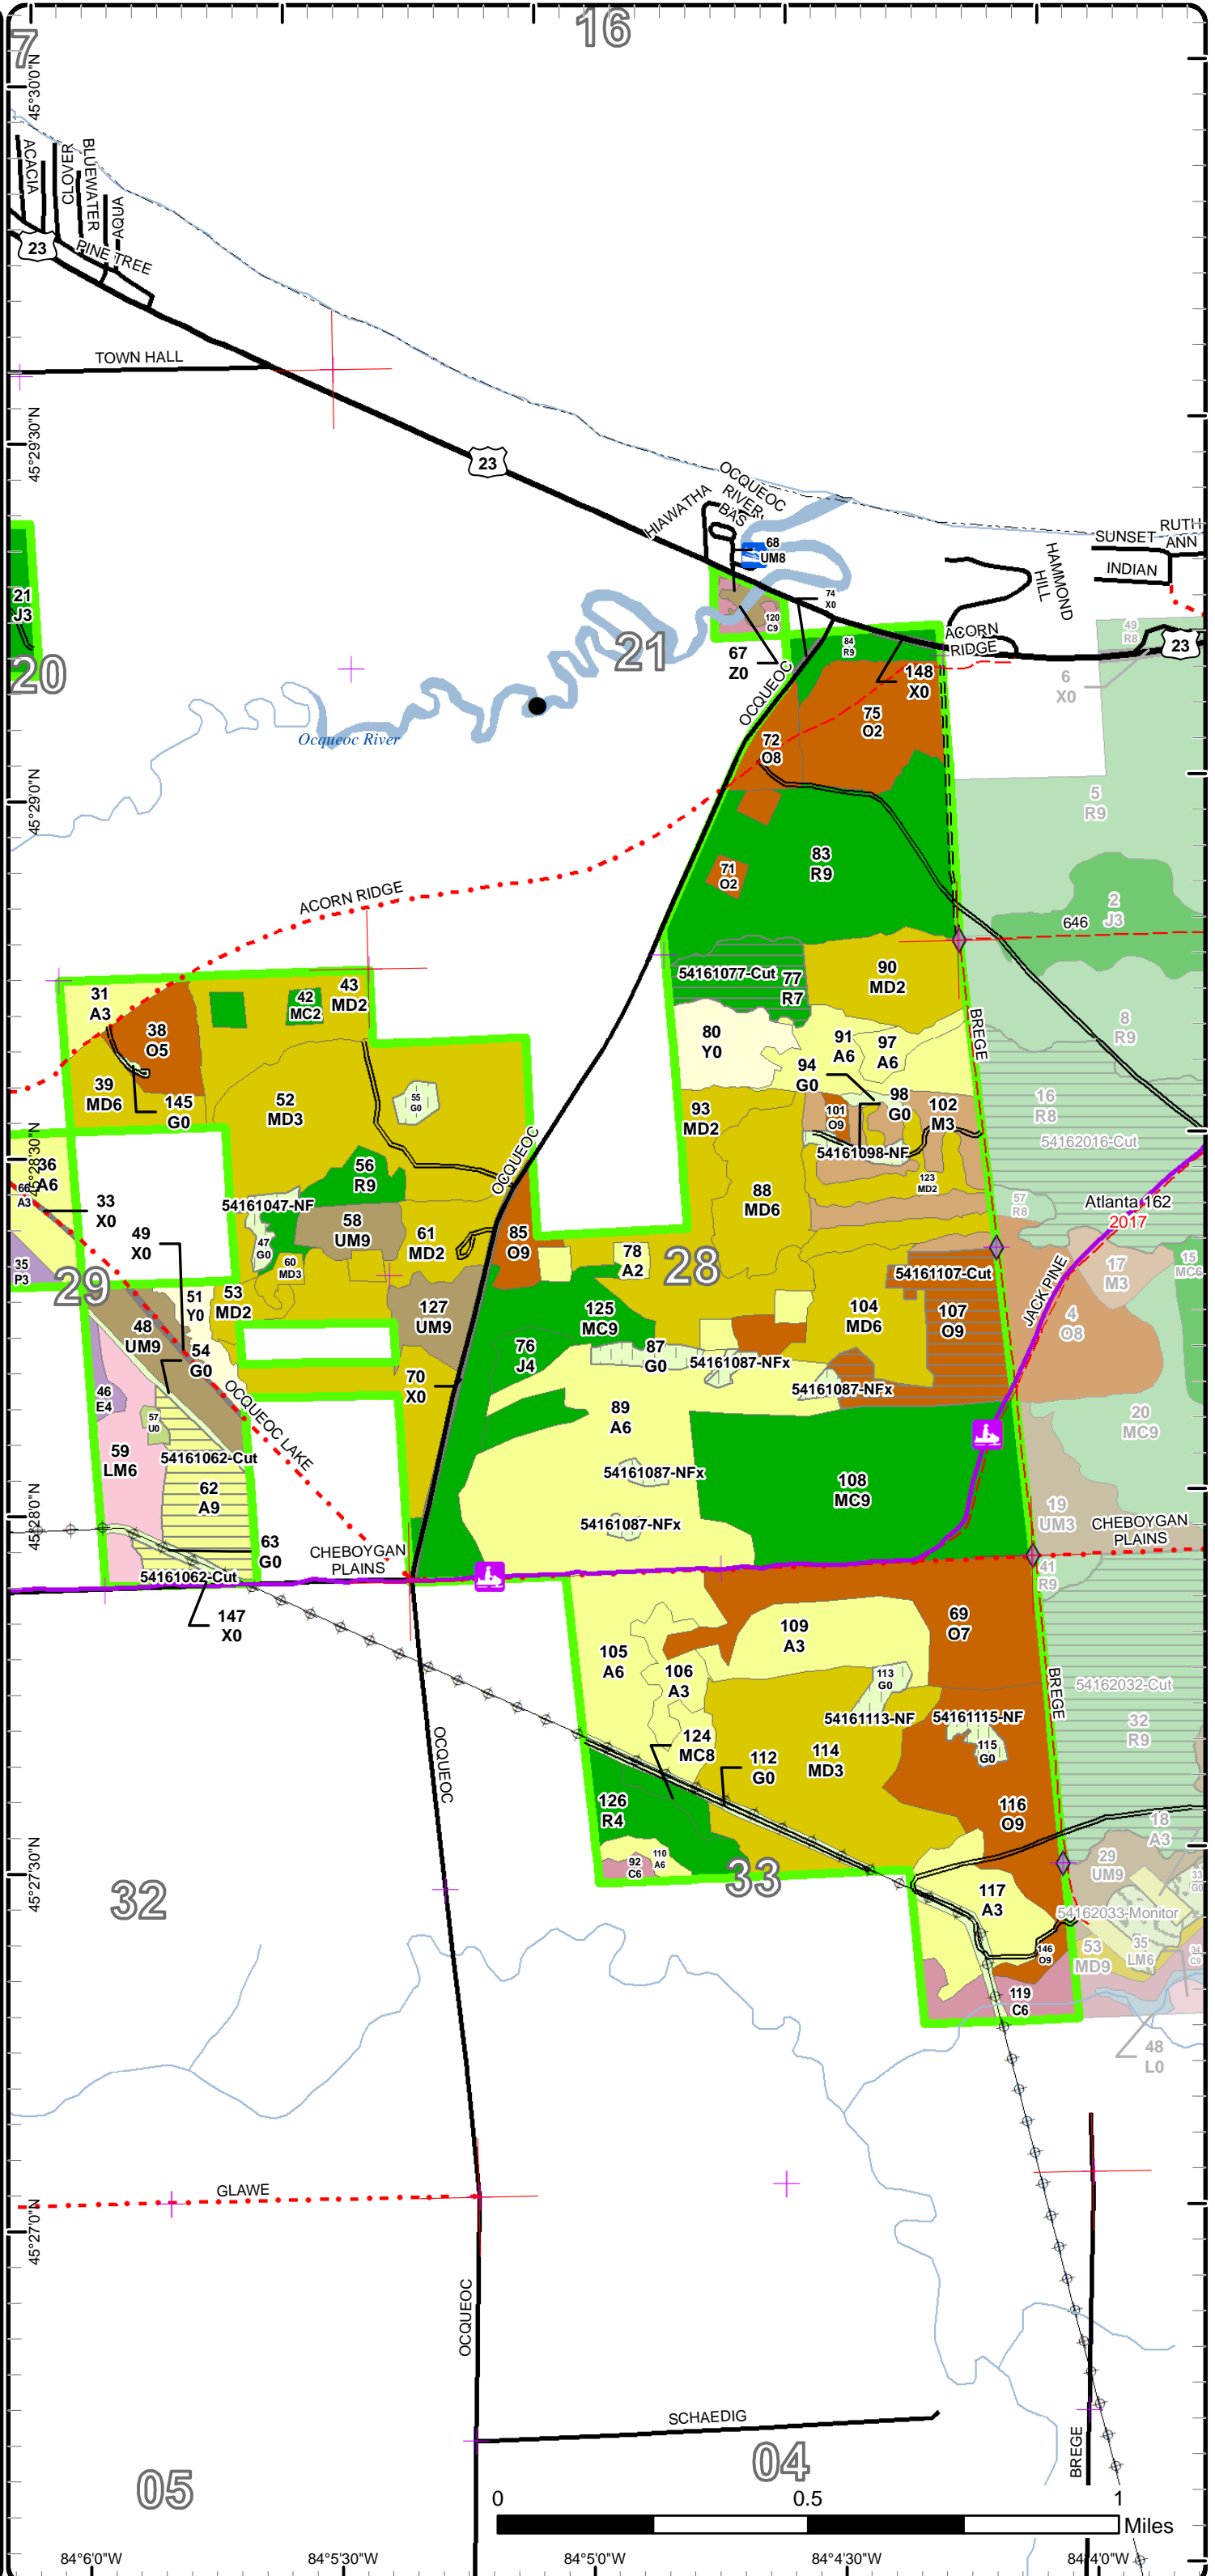 16
7
45°30'0"N
ACACIA
CLOVER
BLUEWATER
AQUA
PINE TREE
23
TOWN HALL
45°29'30"N
23
OCQUEOC
RIVER
BAS
HIAWATHA
68
UM8
SUNSET
RUTH
ANN
INDIAN
HAMMOND
HILL
74
X0
120
C9
21
J3
20
21
67
Z0
84
R9
ACORN
RIDGE
49
R8
23
6
X0
148
X0
OCQUEOC
75
O2
72
O8
Ocqueoc River
45°29'0"N
5
R9
83
R9
71
O2
ACORN RIDGE
2
J3
646
54161077-Cut
77
R7
90
MD2
43
MD2
42
MC2
31
A3
38
O5
8
R9
BREGE
80
Y0
91
A6
97
A6
94
G0
98
G0
39
MD6
145
G0
52
MD3
55
G0
93
MD2
101
O9
102
M3
16
R8
54162016-Cut
54161098-NF
45°28'30"N
36
A6
66
A3
33
X0
56
R9
OCQUEOC
123
MD2
88
MD6
57
R8
Atlanta 162
2017
54161047-NF
47
G0
58
UM9
61
MD2
85
O9
78
A2
28
49
X0
35
P3
29
60
MD3
53
MD2
51
Y0
54161107-Cut
107
O9
17
M3
15
MC6
JACK PINE
4
O8
48
UM9
54
G0
127
UM9
125
MC9
104
MD6
76
J4
87
G0
54161087-NFx
54161087-NFx
70
X0
46
E4
57
U0
OCQUEOC LAKE
89
A6
20
MC9
59
LM6
54161062-Cut
62
A9
54161087-NFx
108
MC9
45°28'0"N
54161087-NFx
19
UM3
CHEBOYGAN
PLAINS
63
G0
CHEBOYGAN
PLAINS
54161062-Cut
147
X0
41
R9
109
A3
69
O7
105
A6
106
A3
113
G0
54161113-NF
54161115-NF
115
G0
BREGE
54162032-Cut
32
R9
OCQUEOC
124
MC8
112
G0
114
MD3
126
R4
116
O9
18
A3
92
C6
110
A6
33
29
UM9
33
G0
45°27'30"N
32
117
A3
54162033-Monitor
146
O9
53
MD9
35
LM6
34
C9
119
C6
48
L0
GLAWE
45°27'0"N
OCQUEOC
SCHAEDIG
04
05
BREGE
0
0.5
1
Miles
84°6'0"W
84°5'30"W
84°5'0"W
84°4'30"W
84°4'0"W